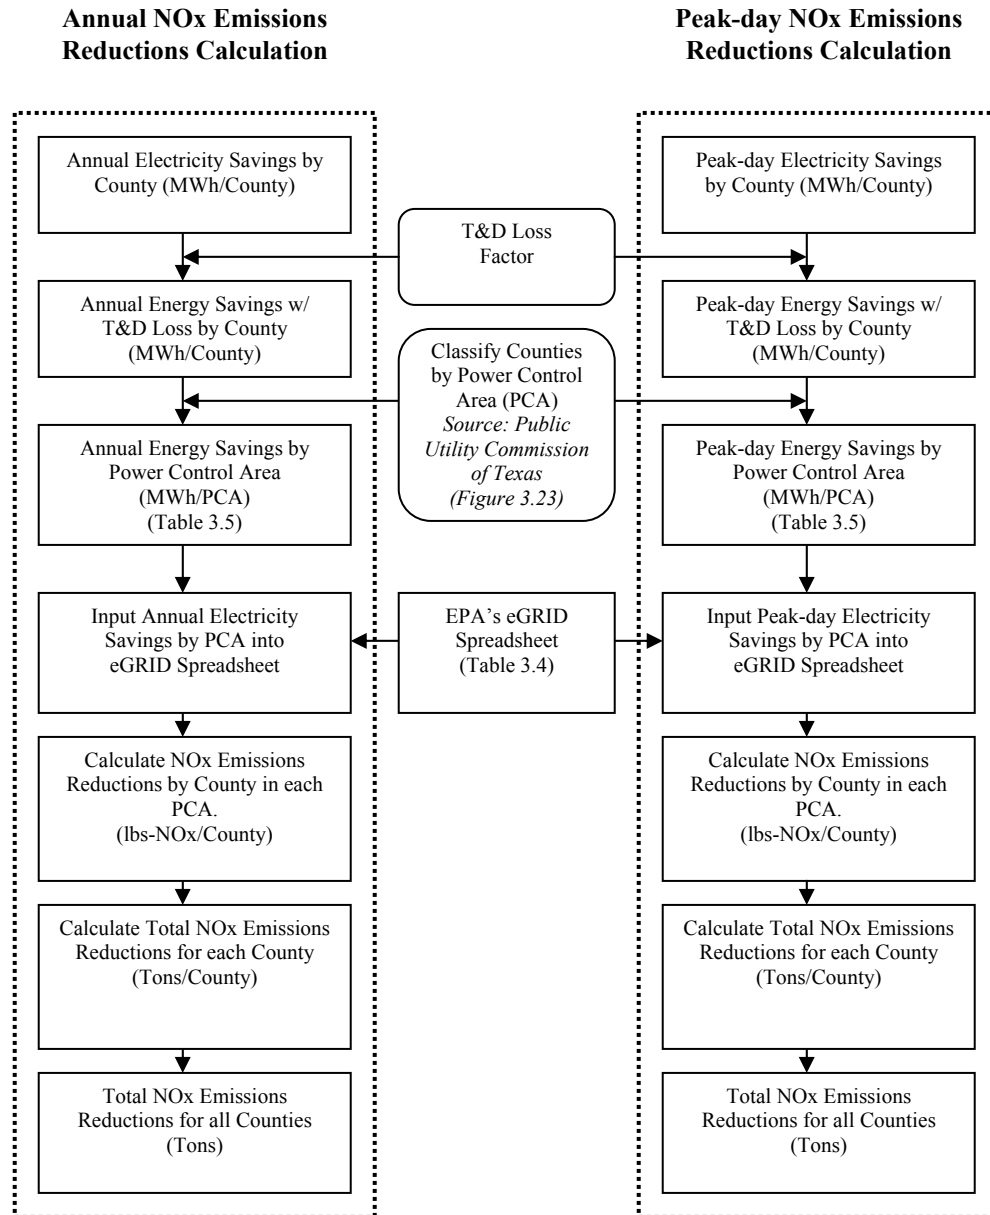 Annual NOx Emissions
Reductions Calculation
Peak-day NOx Emissions
Reductions Calculation
Annual Electricity Savings by
County (MWh/County)
T&D Loss
Factor
Peak-day Electricity Savings
by County (MWh/County)
Annual Energy Savings w/
T&D Loss by County
(MWh/County)
Classify Counties
by Power Control
Area (PCA)
Source: Public
Utility Commission
of Texas
(Figure 3.23)
Peak-day Energy Savings w/
T&D Loss by County
(MWh/County)
Annual Energy Savings by
Power Control Area
(MWh/PCA)
(Table 3.5)
Peak-day Energy Savings by
Power Control Area
(MWh/PCA)
(Table 3.5)
Input Annual Electricity
Savings by PCA into
eGRID Spreadsheet
EPA’s eGRID
Spreadsheet
(Table 3.4)
Input Peak-day Electricity
Savings by PCA into
eGRID Spreadsheet
Calculate NOx Emissions
Reductions by County in each
PCA.
(lbs-NOx/County)
Calculate NOx Emissions
Reductions by County in each
PCA.
(lbs-NOx/County)
Calculate Total NOx Emissions
Reductions for each County
(Tons/County)
Calculate Total NOx Emissions
Reductions for each County
(Tons/County)
Total NOx Emissions
Reductions for all Counties
(Tons)
Total NOx Emissions
Reductions for all Counties
(Tons)